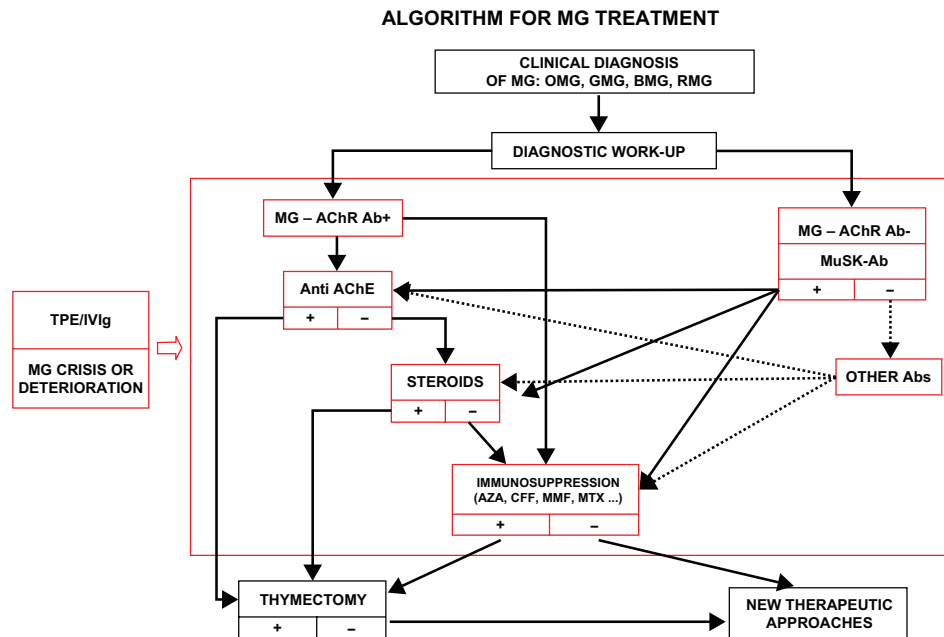 ALGORITHM FOR MG TREATMENT
CLINICAL DIAGNOSIS
OF MG: OMG, GMG, BMG, RMG
DIAGNOSTIC WORK-UP
MG – AChR Ab+
MG – AChR Ab-
MuSK-Ab
+ –
Anti AChE
+ –
TPE/IVIg
MG CRISIS OR
DETERIORATION
OTHER Abs
STEROIDS
+ –
IMMUNOSUPPRESSION
(AZA, CFF, MMF, MTX ...)
+ –
THYMECTOMY
+ –
NEW THERAPEUTIC
APPROACHES